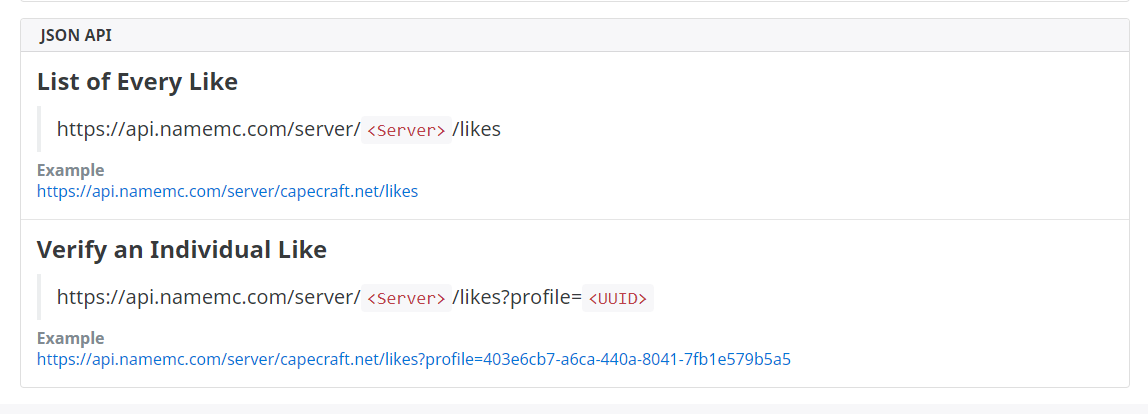 JSON API
List of Every Like
https://api.namemc.com/server/ <Server> /likes
Example
https://api.namemc.com/server/capecraft.net/likes
Verify an Individual Like
https://api.namemc.com/server/ <Server> /likes?profile= <UUID>
Example
https://api.namemc.com/server/capecraft.net/likes?profile=403e6cb7-a6ca-440a-8041-7fb1e579b5a5